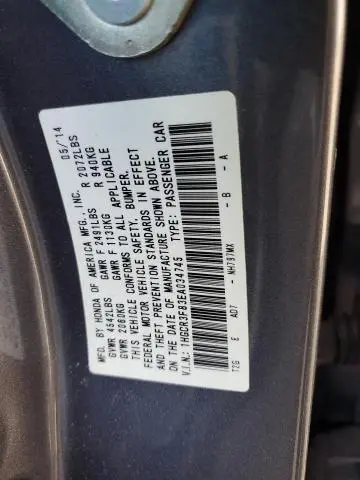 MFD. BY HONDA OF AMERICA MFG., INC. 05/14
GVWR 4542LBS GAWR F 2491LBS R 2072LBS
GVWR 2060KG GAWR F 1130KG R 940KG
THIS VEHICLE CONFORMS TO ALL APPLICABLE
FEDERAL MOTOR VEHICLE SAFETY, BUMPER,
AND THEFT PREVENTION STANDARDS IN EFFECT
ON THE DATE OF MANUFACTURE SHOWN ABOVE.
V.I.N.: 1HGCR3F83EA034745 TYPE: PASSENGER CAR
T2G E AD7 - NH797MX - B - A